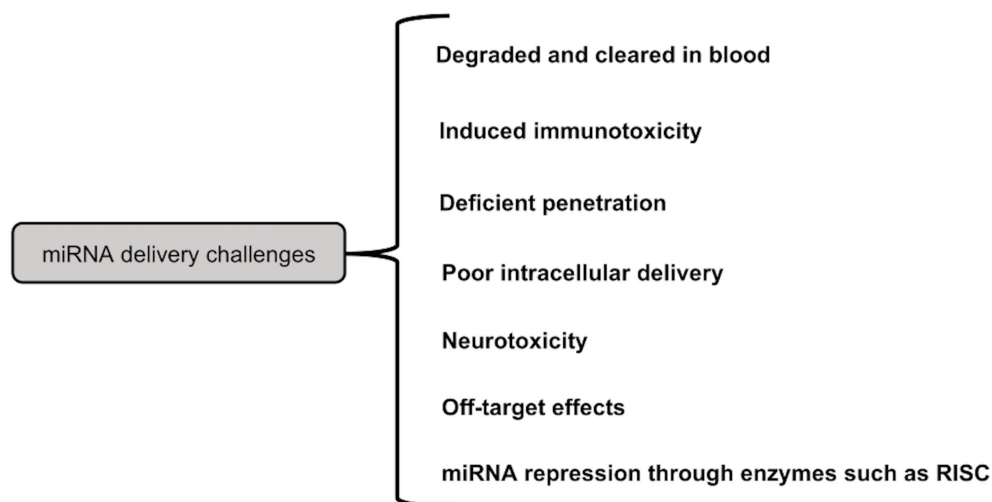 Degraded and cleared in blood
Induced immunotoxicity
Deficient penetration
miRNA delivery challenges
Poor intracellular delivery
Neurotoxicity
Off-target effects
miRNA repression through enzymes such as RISC